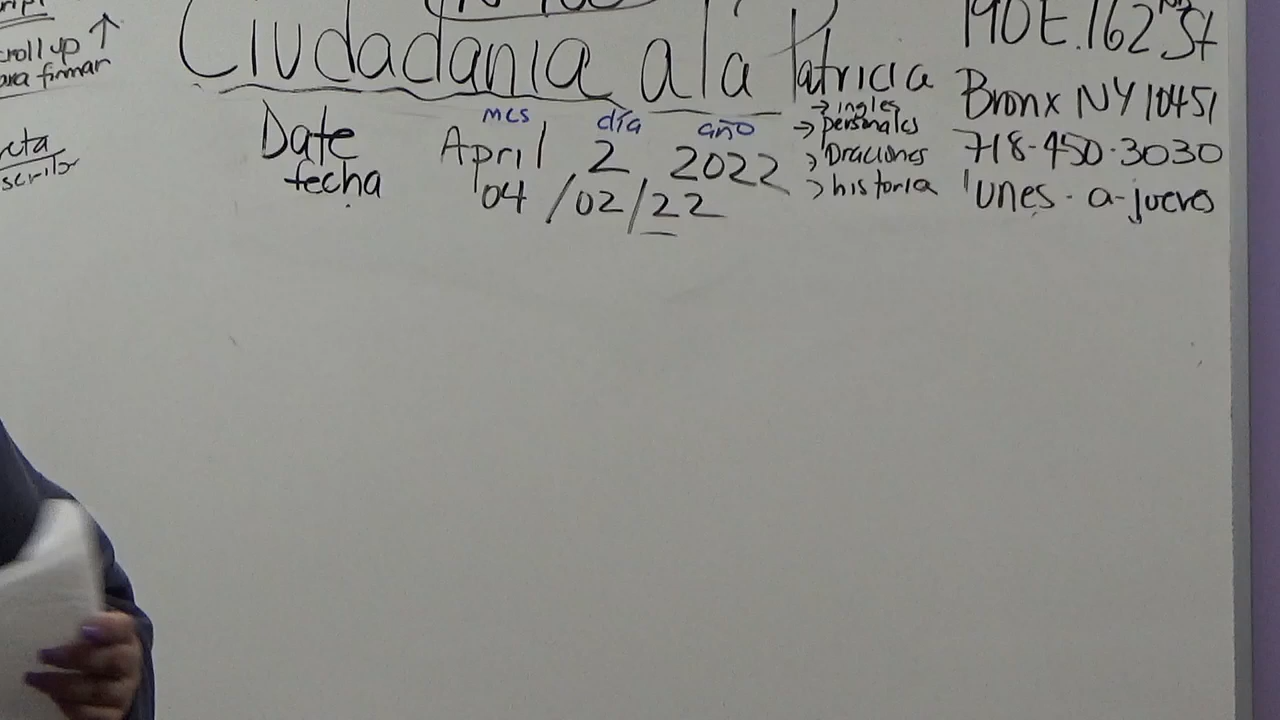 Ciudadania a la Patricia
Date
fecha
mes día año
April 2 2022
04/02/22
→ ingles
→ personales
→ Oraciones
→ historia
190 E. 162nd St
Bronx NY 10451
718-450-3030
lunes - a - jueves
scroll up ↑
para firmar